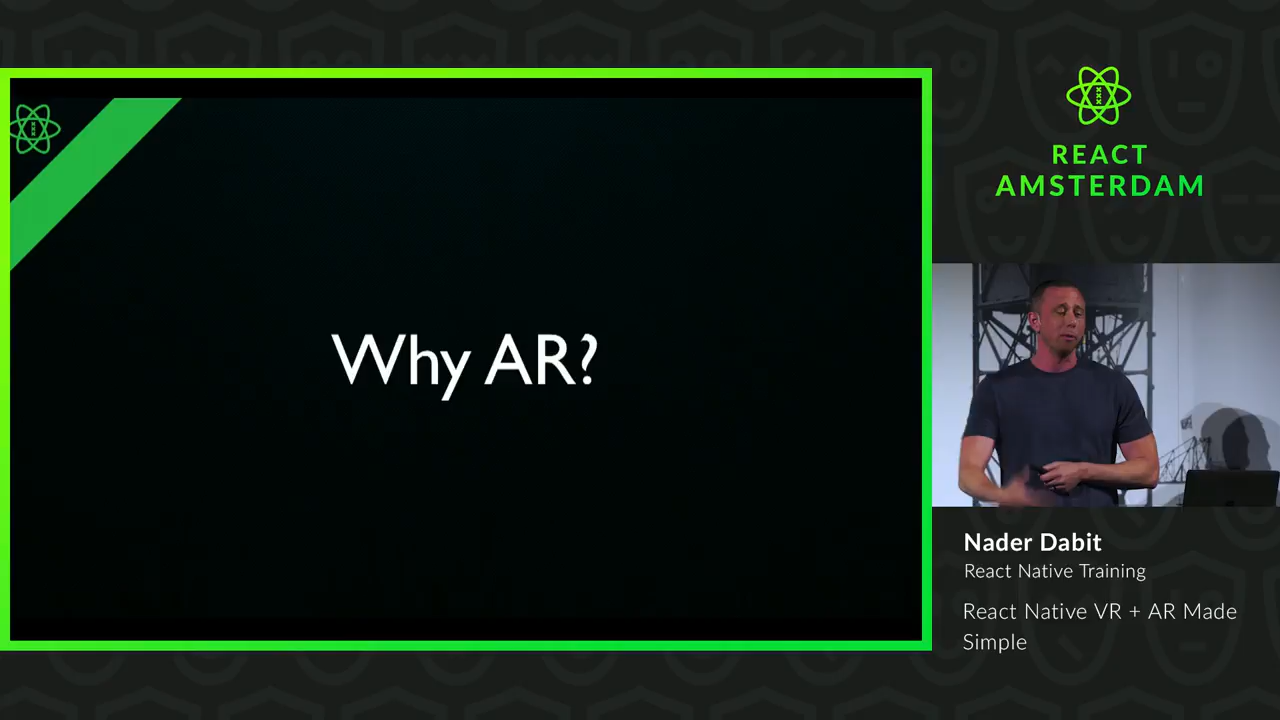 Why AR?
REACT
AMSTERDAM
Nader Dabit
React Native Training
React Native VR + AR Made
Simple